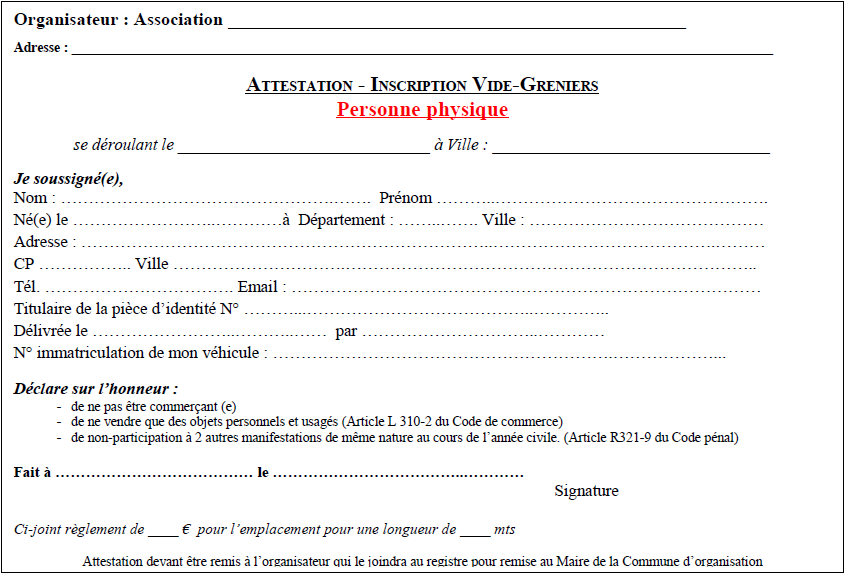 Organisateur : Association ______________________________________________
Adresse : ______________________________________________________________________________
ATTESTATION - INSCRIPTION VIDE-GRENIERS
Personne physique
se déroulant le ______________________________ à Ville : _________________________________
Je soussigné(e),
Nom : ……………………………………………….……. Prénom ………...…………………………………………….
Né(e) le ……………………….…………à Département : ……..……. Ville : ……………………………………
Adresse : …………………………………………………………………...……………………………………….………
CP …………….. Ville …………………………….……………………………………………………………………..
Tél. ……………………………. Email : …………………………………………………………………………
Titulaire de la pièce d’identité N° ………...…………………………………..…………..
Délivrée le …………………….…………….… par …………………………..…………
N° immatriculation de mon véhicule : ………………………………………….………………...
Déclare sur l’honneur :
- de ne pas être commerçant (e)
- de ne vendre que des objets personnels et usagés (Article L 310-2 du Code de commerce)
- de non-participation à 2 autres manifestations de même nature au cours de l’année civile. (Article R321-9 du Code pénal)
Fait à ………………………………… le ………………………………..…………
Signature
Ci-joint règlement de ____ € pour l’emplacement pour une longueur de ____ mts
Attestation devant être remis à l’organisateur qui le joindra au registre pour remise au Maire de la Commune d’organisation